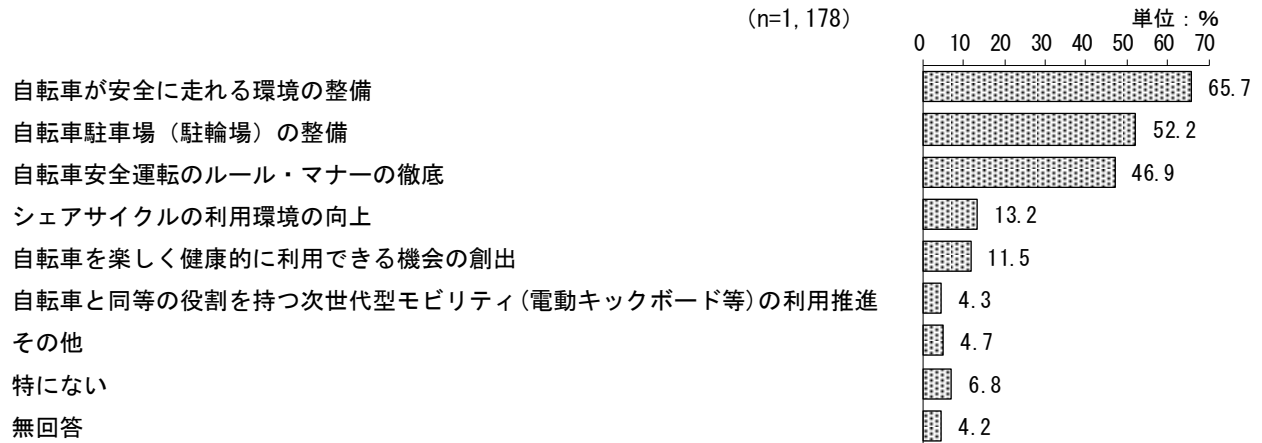 (n=1,178)
単位：%
0 10 20 30 40 50 60 70
自転車が安全に走れる環境の整備 65.7
自転車駐車場（駐輪場）の整備 52.2
自転車安全運転のルール・マナーの徹底 46.9
シェアサイクルの利用環境の向上 13.2
自転車を楽しく健康的に利用できる機会の創出 11.5
自転車と同等の役割を持つ次世代型モビリティ(電動キックボード等)の利用推進 4.3
その他 4.7
特にない 6.8
無回答 4.2